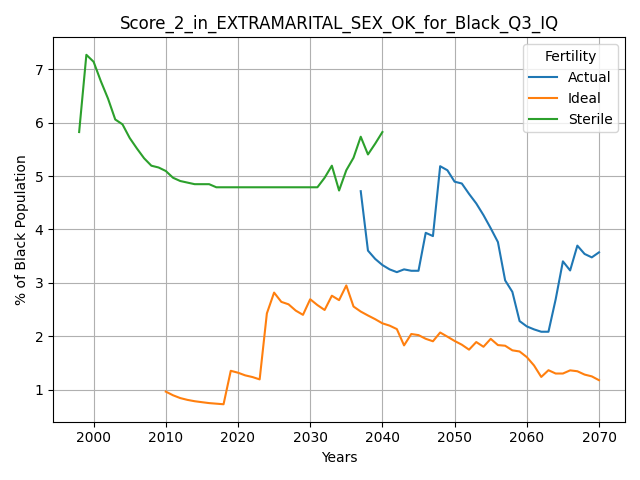 Score_2_in_EXTRAMARITAL_SEX_OK_for_Black_Q3_IQ
Fertility
Actual
Ideal
Sterile
% of Black Population
7
6
5
4
3
2
1
2000 2010 2020 2030 2040 2050 2060 2070
Years